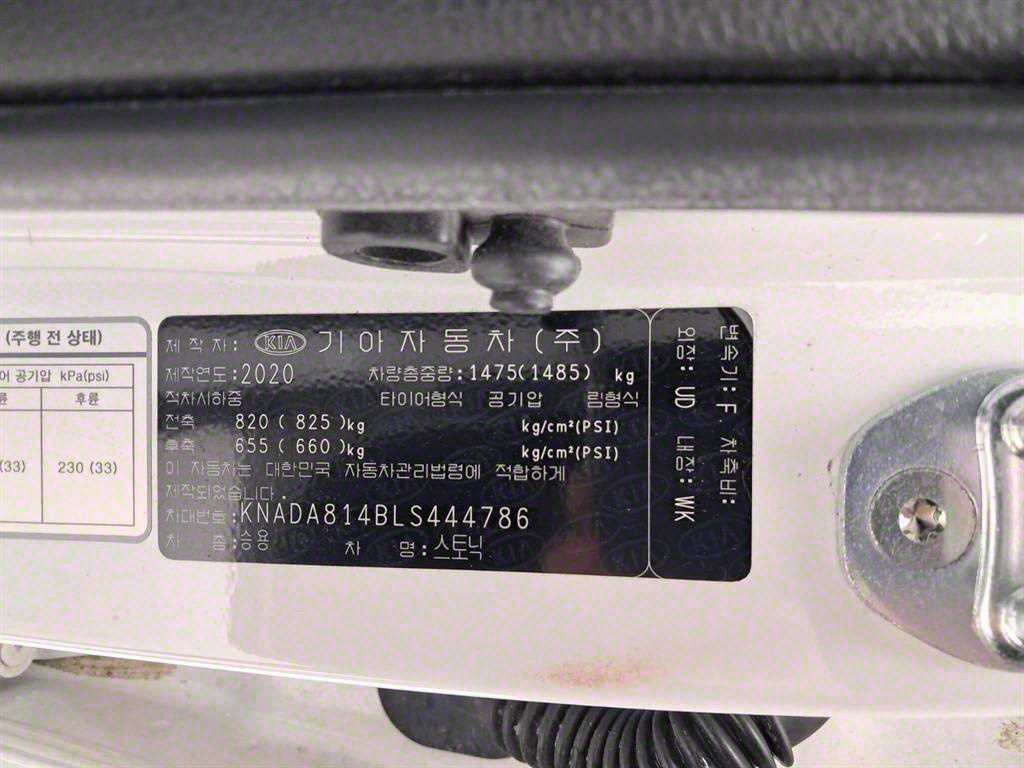 (주행 전 상태)
어 공기압 kPa(psi)
륜 후륜
(33) 230 (33)
제 작 자: KIA 기아자동차(주)
제작연도:2020 차량총중량:1475(1485) kg
적차시하중 타이어형식 공기압 림형식
전축 820 ( 825)kg kg/cm²(PSI)
후축 655 ( 660)kg kg/cm²(PSI)
이 자동차는 대한민국 자동차관리법령에 적합하게
제작되었습니다.
차대번호:KNADA814BLS444786
차 종:승용 차 명:스토닉
변속기: F. 차축비:
외장: UD 내장: WK